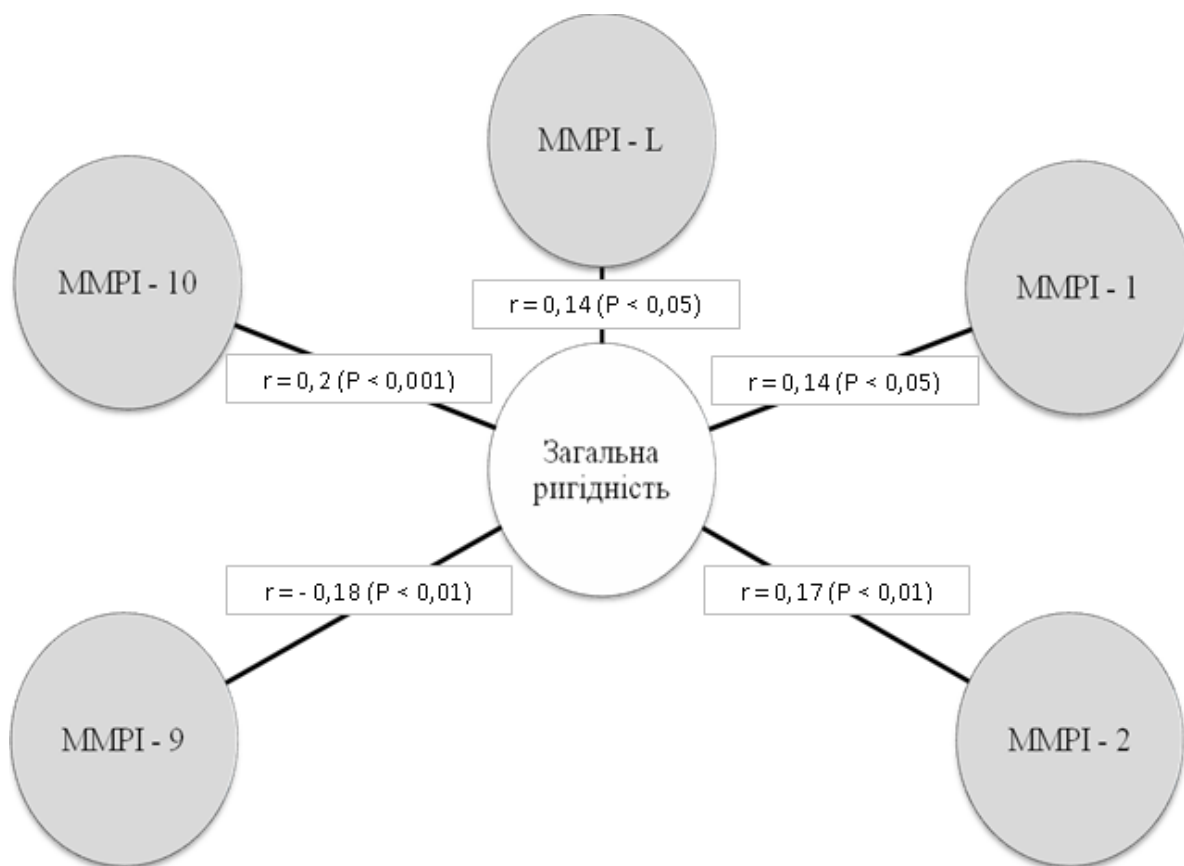 MMPI - L
MMPI - 10
MMPI - 1
r = 0, 14 (P < 0,05)
r = 0, 2 (P < 0,001)
r = 0,14 (P < 0,05)
Загальна
ригідність
r = - 0,18 (P < 0,01)
r = 0,17 (P < 0,01)
MMPI - 9
MMPI - 2